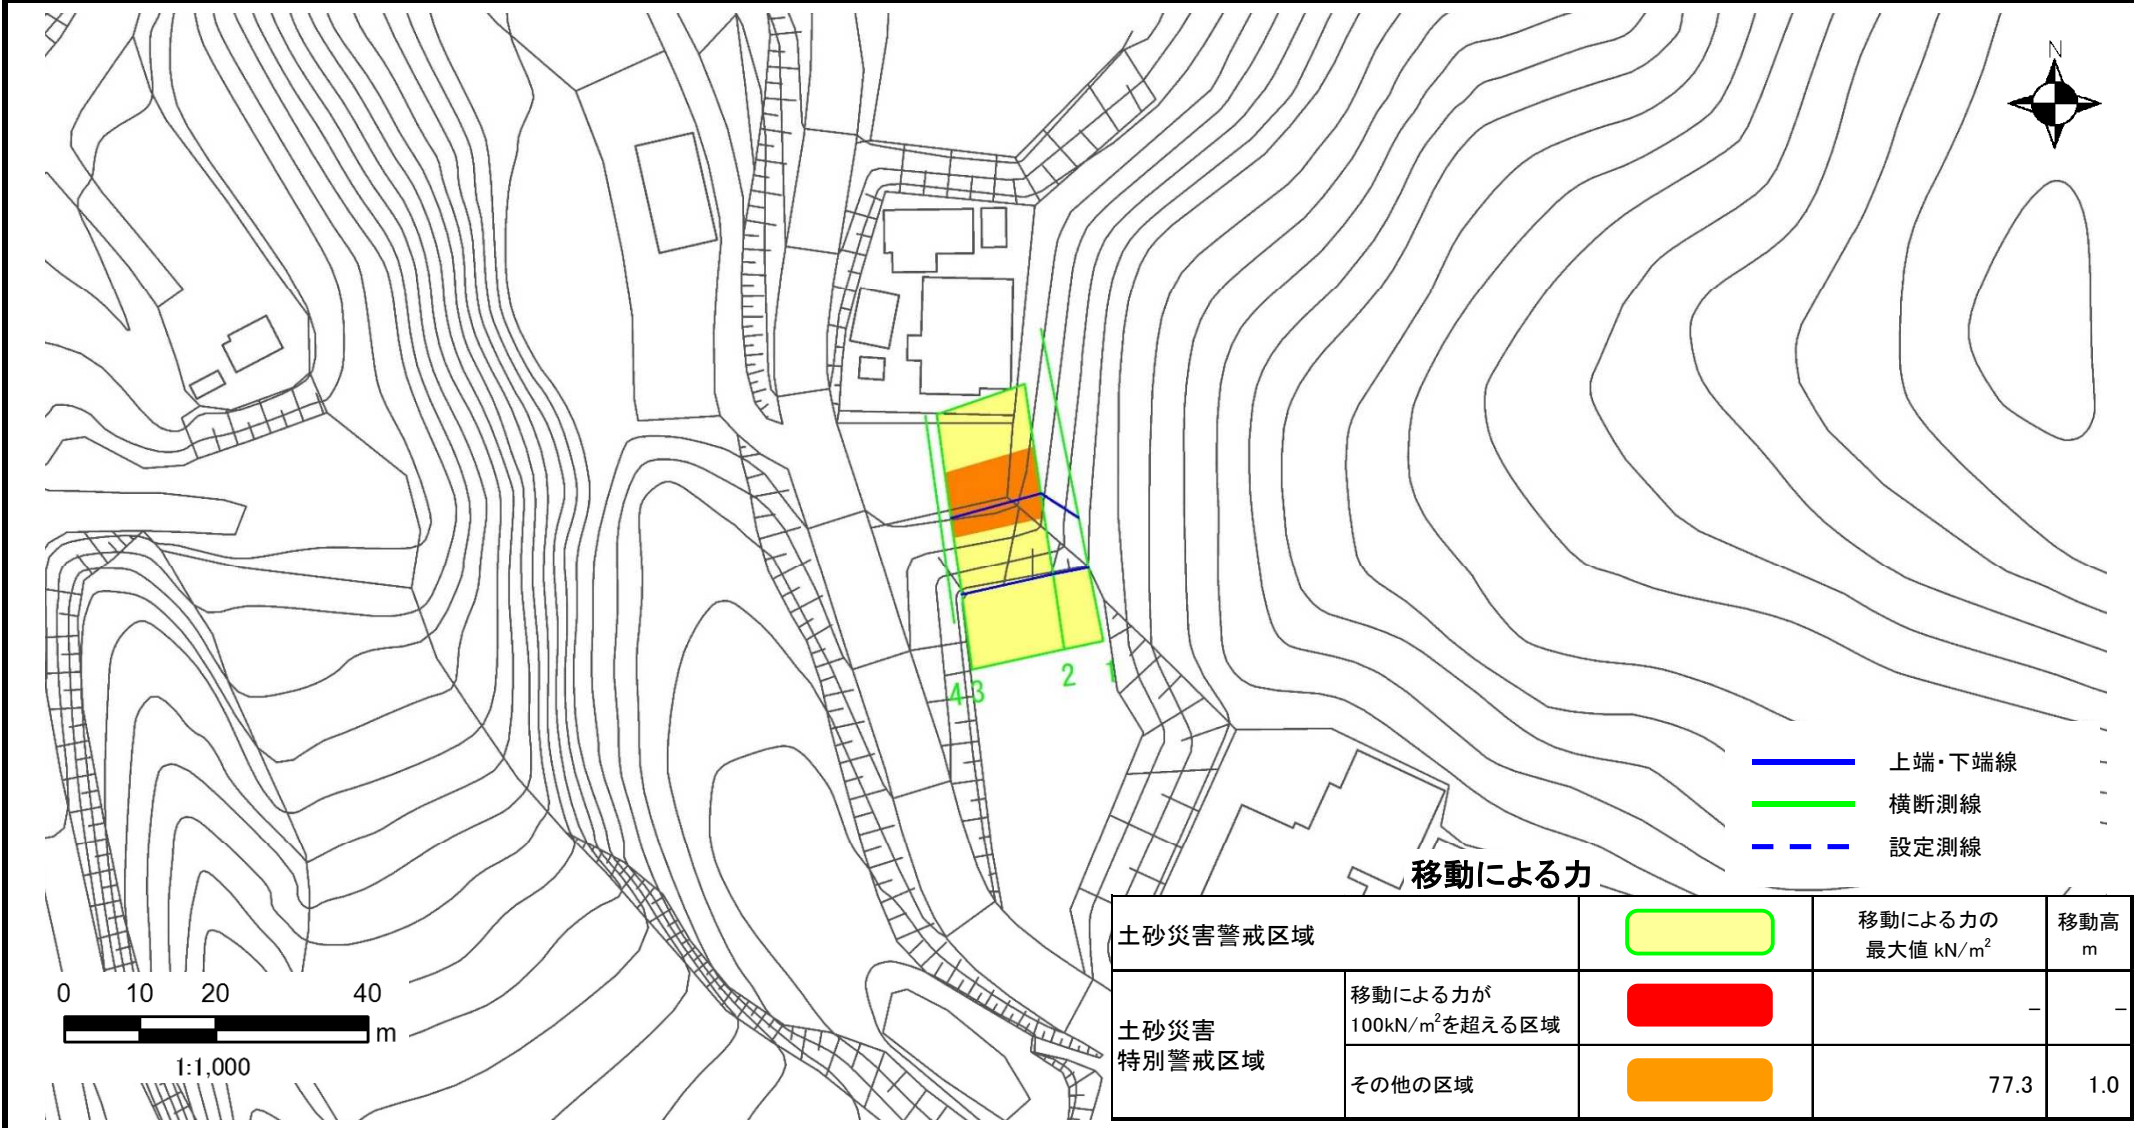 N
43
2
1
上端・下端線
横断測線
設定測線
移動による力
土砂災害警戒区域
移動による力の
最大値 kN/m²
移動高
m
土砂災害
特別警戒区域
移動による力が
100kN/m²を超える区域
－
－
その他の区域
77.3
1.0
0 10 20 40
m
1:1,000